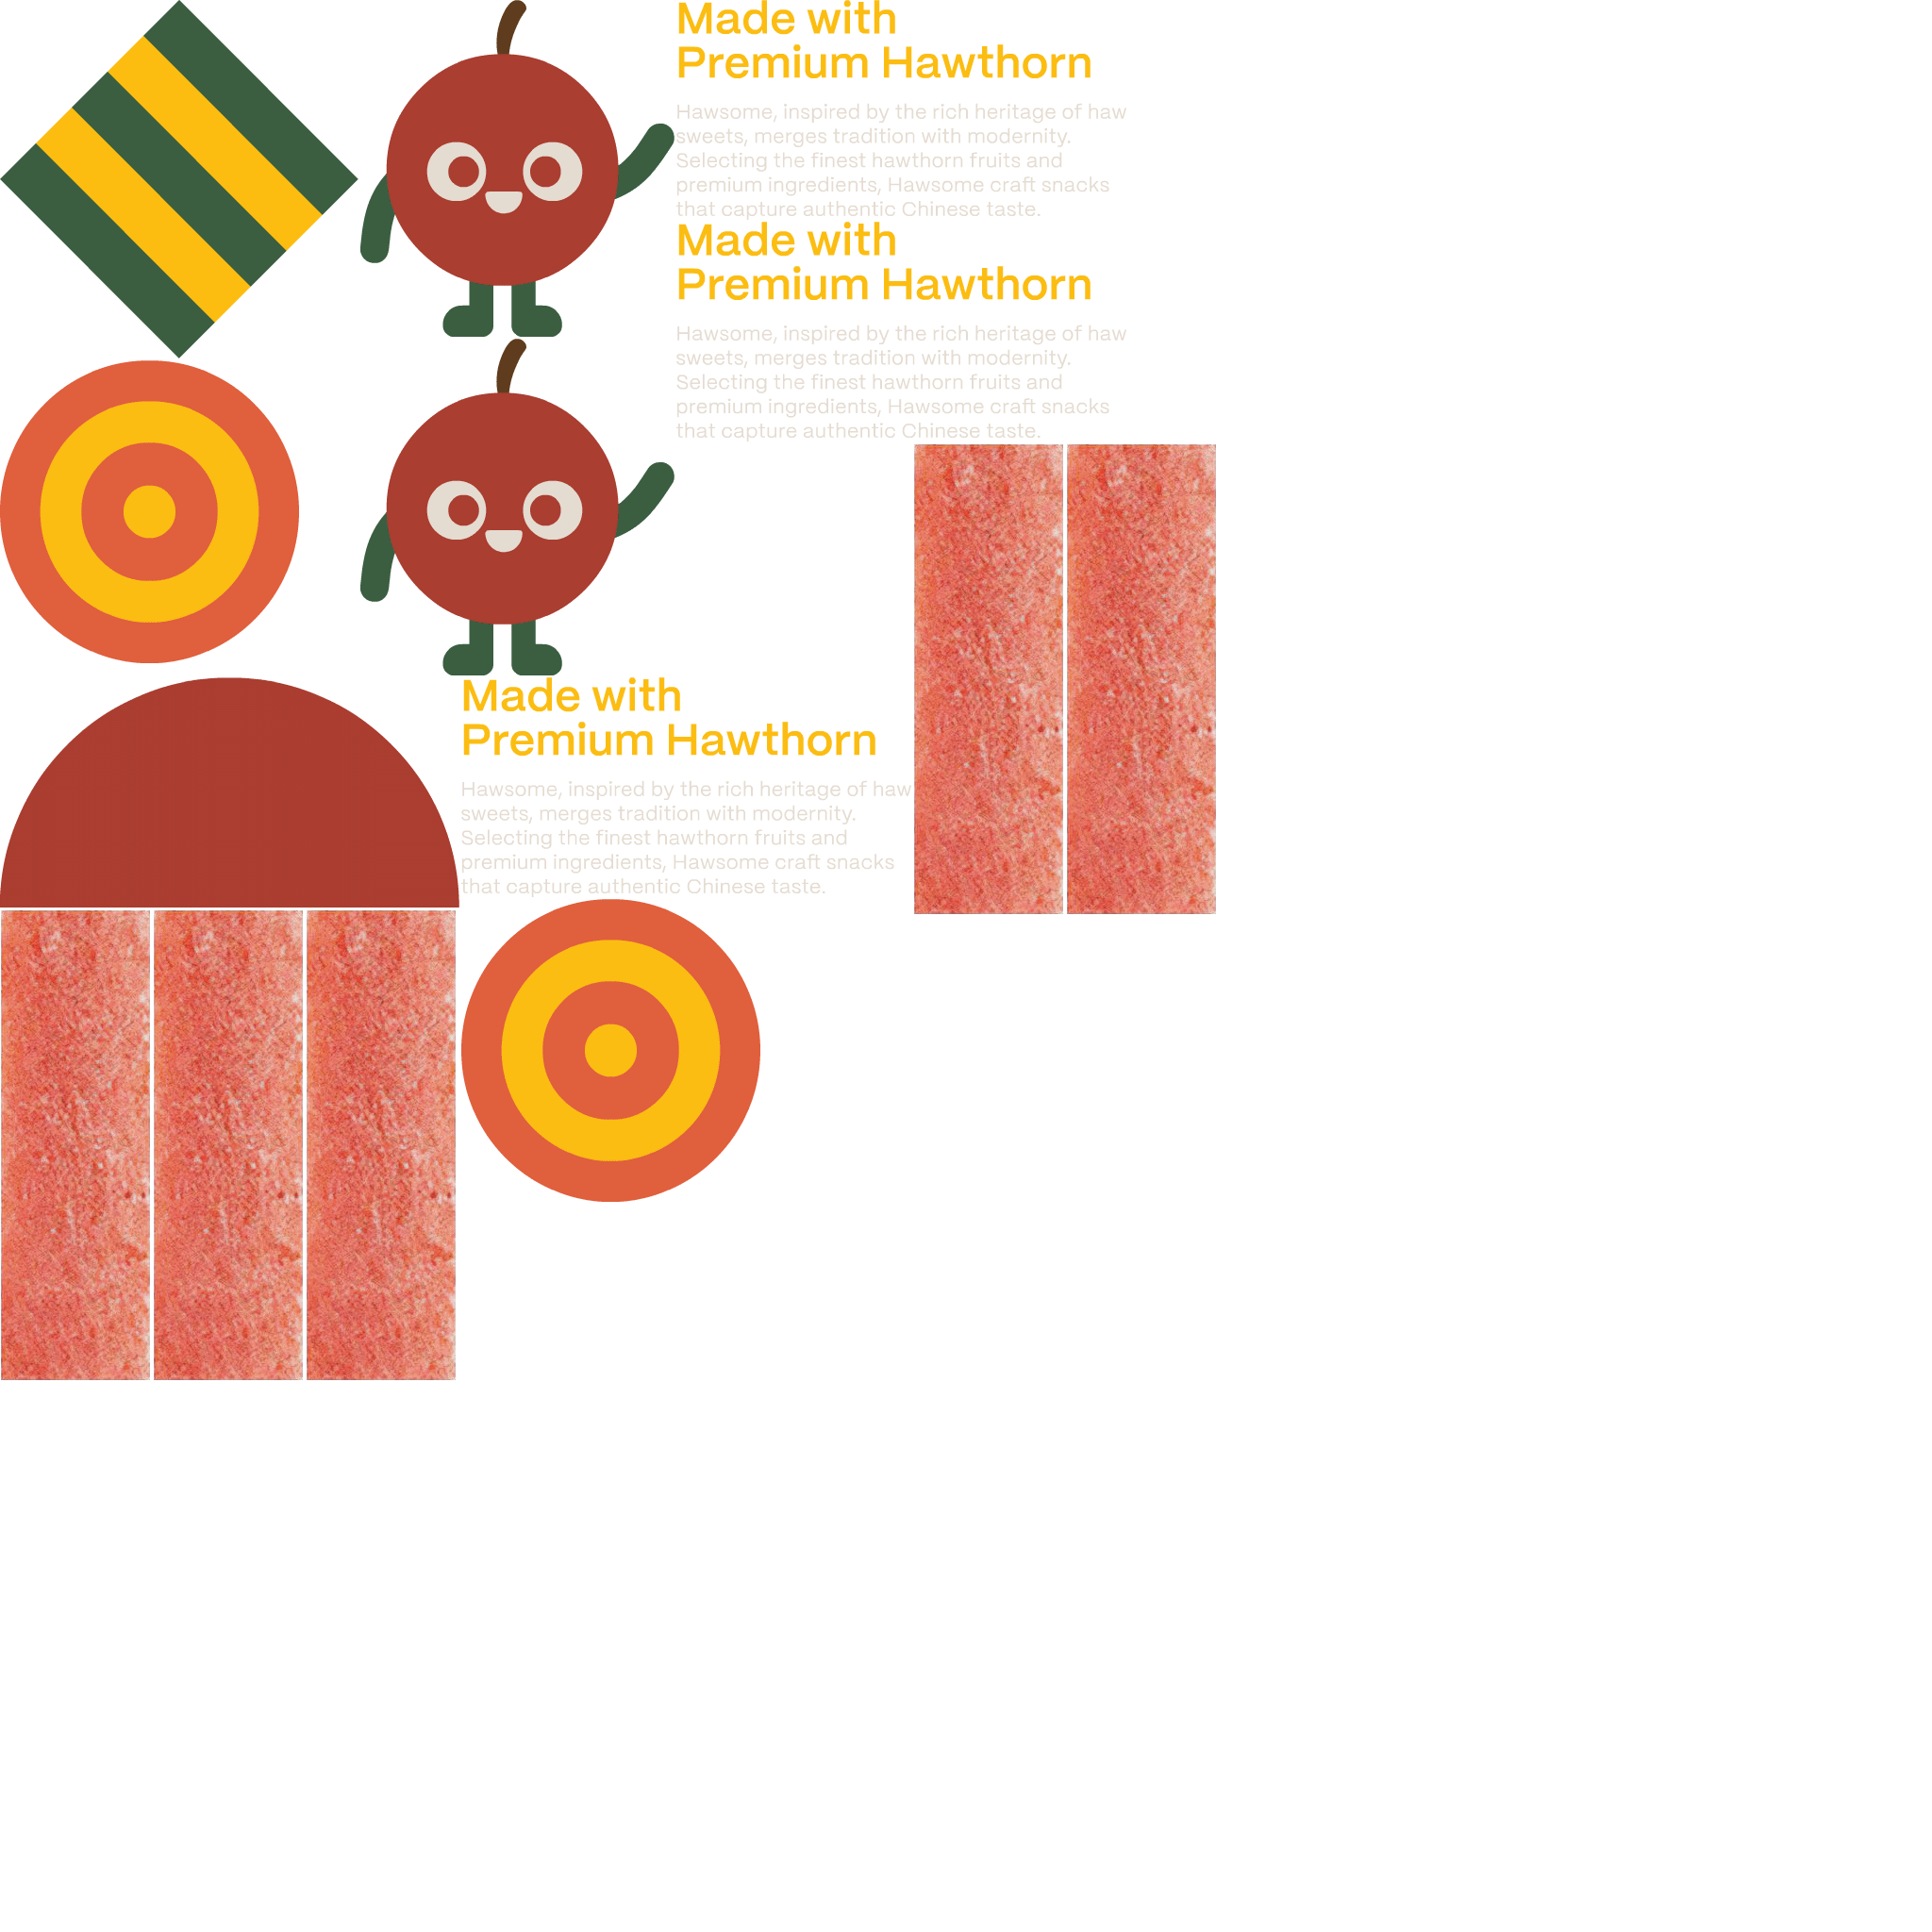 Made with
Premium Hawthorn
Hawsome, inspired by the rich heritage of haw
sweets, merges tradition with modernity.
Selecting the finest hawthorn fruits and
premium ingredients, Hawsome craft snacks
that capture authentic Chinese taste.
Made with
Premium Hawthorn
Hawsome, inspired by the rich heritage of haw
sweets, merges tradition with modernity.
Selecting the finest hawthorn fruits and
premium ingredients, Hawsome craft snacks
that capture authentic Chinese taste.
Made with
Premium Hawthorn
Hawsome, inspired by the rich heritage of haw
sweets, merges tradition with modernity.
Selecting the finest hawthorn fruits and
premium ingredients, Hawsome craft snacks
that capture authentic Chinese taste.